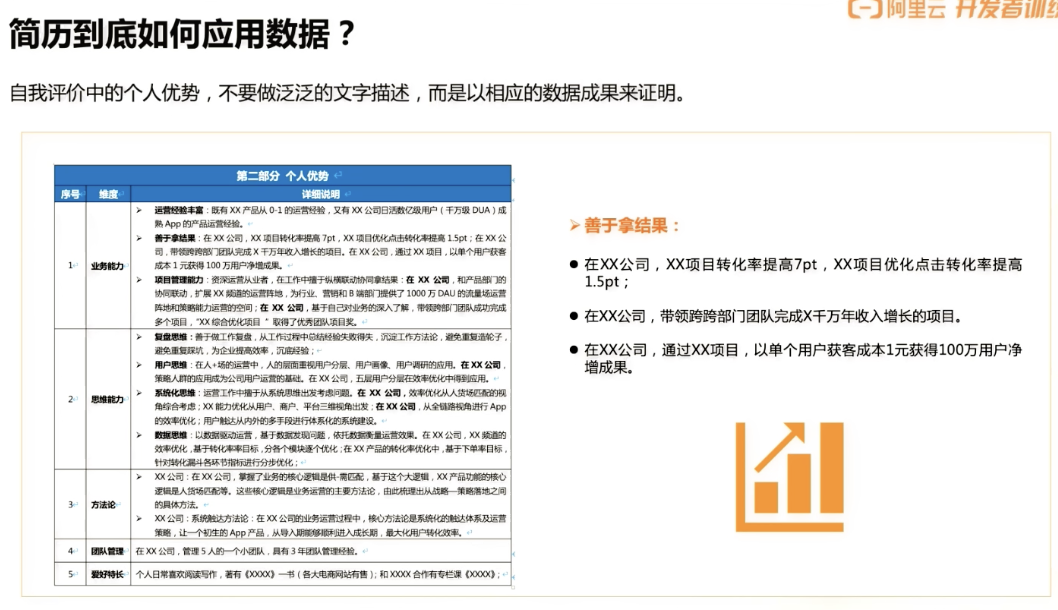 阿里云 开发者训练
简历到底如何应用数据？
自我评价中的个人优势，不要做泛泛的文字描述，而是以相应的数据成果来证明。
第二部分 个人优势
序号 维度 详细说明
1 业务能力
➢ 运营经验丰富：既有 XX 产品从 0-1 的运营经验，又有 XX 公司日活数亿级用户（千万级 DUA）成
熟 App 的产品运营经验。
➢ 善于拿结果：在 XX 公司，XX 项目转化率提高 7pt，XX 项目优化点击转化率提高 1.5pt；在 XX 公
司，带领跨跨部门团队完成 X 千万年收入增长的项目。在 XX 公司，通过 XX 项目，以单个用户获客
成本 1 元获得 100 万用户净增成果。
➢ 项目管理能力：资深运营从业者，在工作中擅于纵横联动协同拿结果：在 XX 公司，和产品部门的
协同联动，扩展 XX 频道的运营阵地，为行业、营销和 B 端部门提供了 1000 万 DAU 的流量场运营
阵地和策略能力运营的空间；在 XX 公司，基于自己对业务的深入了解，带领跨部门团队成功完成
多个项目，“XX 综合优化项目 ”取得了优秀团队项目奖。
2 思维能力
➢ 复盘思维：善于做工作复盘，从工作过程中总结经验失败得失，沉淀工作方法论，避免重复造轮子，
避免重复踩坑，为企业提高效率，沉底经验；
➢ 用户思维：在人+场的运营中，人的层面重视用户分层、用户画像、用户调研的应用。在 XX 公司，
策略人群的应用成为公司用户运营的基础。在 XX 公司，五层用户分层在效率优化中得到应用。
➢ 系统化思维：运营工作中擅于从系统思维出发考虑问题。在 XX 公司，效率优化从人货场匹配的视
角综合考虑；XX 能力优化从用户、商户、平台三维视角出发；在 XX 公司，从全链路视角进行 App
的效率优化；用户触达从内外的多手段进行体系化的系统建设。
➢ 数据思维：以数据驱动运营，基于数据发现问题，依托数据衡量运营效果。在 XX 公司，XX 频道的
效率优化，基于转化率率目标，分各个模块逐个优化；在 XX 产品的转化率优化中，基于下单率目标，
针对转化漏斗各环节指标进行分步优化；
3 方法论
➢ XX 公司：在 XX 公司，掌握了业务的核心逻辑是供-需匹配，基于这个大逻辑，XX 产品功能的核心
逻辑是人货场匹配等。这些核心逻辑是业务运营的主要方法论，由此梳理出从战略—策略落地之间
的具体方法。
➢ XX 公司：系统触达方法论：在 XX 公司的业务运营过程中，核心方法论是系统化的触达体系及运营
策略，让一个初生的 App 产品，从导入期能够顺利进入成长期，最大化用户转化效率。
4 团队管理 在 XX 公司，管理 5 人的一个小团队，具有 3 年团队管理经验。
5 爱好特长 个人日常喜欢阅读写作，著有《XXXX》一书（各大电商网站有售）；和 XXXX 合作有专栏课《XXXX》；
➢ 善于拿结果：
● 在XX公司，XX项目转化率提高7pt，XX项目优化点击转化率提高
1.5pt；
● 在XX公司，带领跨跨部门团队完成X千万年收入增长的项目。
● 在XX公司，通过XX项目，以单个用户获客成本1元获得100万用户净
增成果。